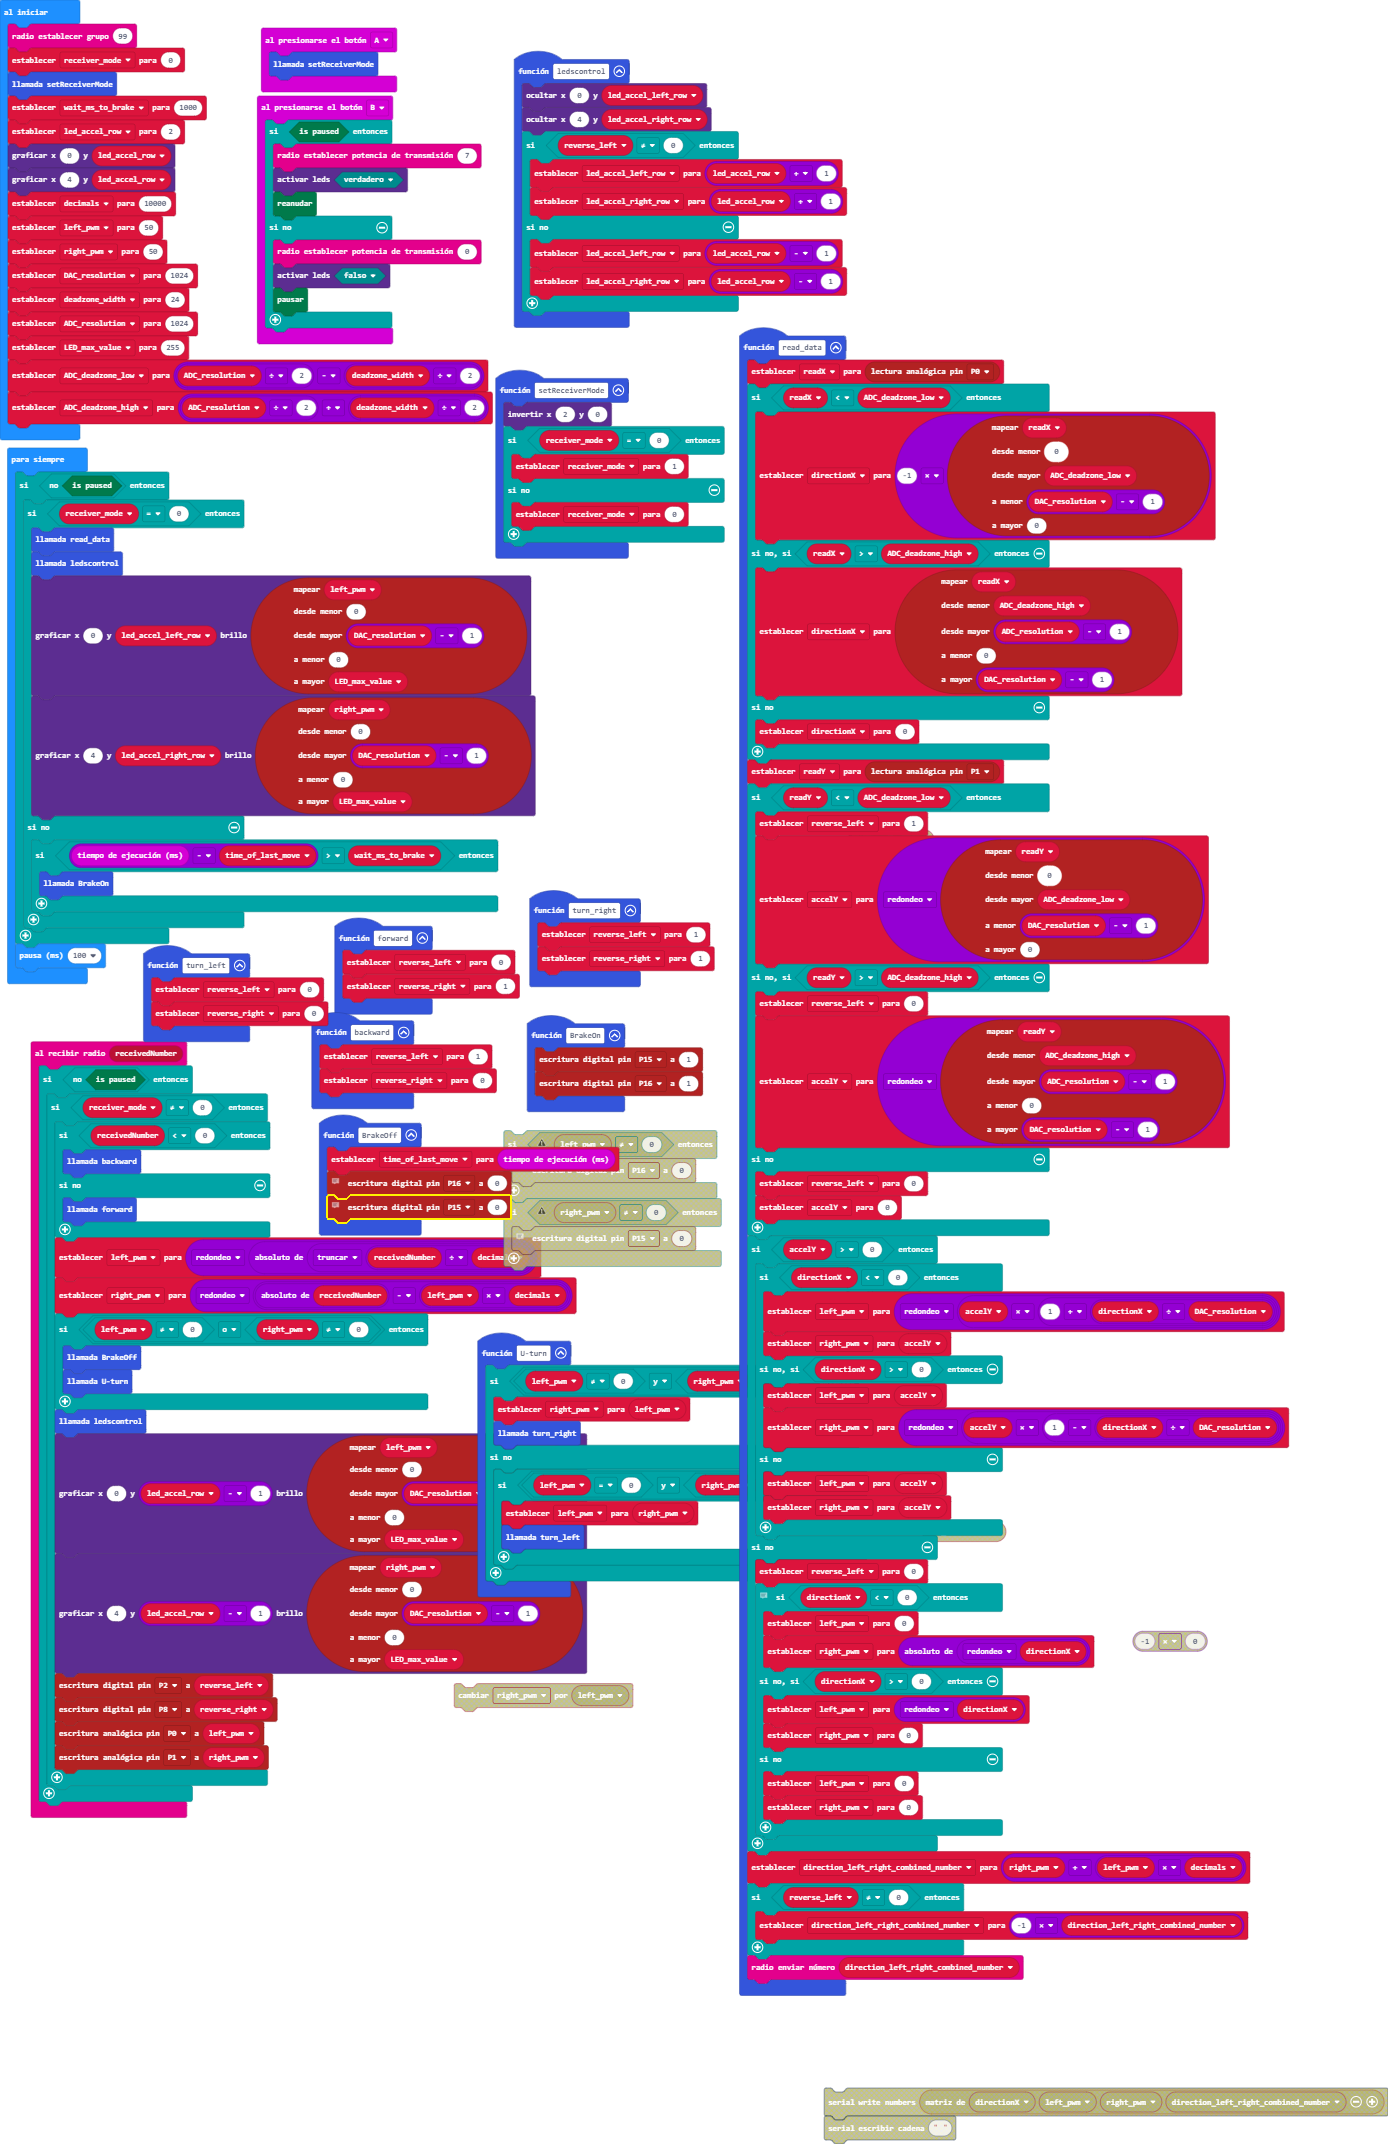 al iniciar
radio establecer grupo 99
establecer receiver_mode para 0
llamada setReceiverMode
establecer wait_ms_to_brake para 1000
establecer led_accel_row para 2
graficar x 0 y led_accel_row
graficar x 4 y led_accel_row
establecer decimals para 10000
establecer left_pwm para 50
establecer right_pwm para 50
establecer DAC_resolution para 1024
establecer deadzone_width para 24
establecer ADC_resolution para 1024
establecer LED_max_value para 255
establecer ADC_deadzone_low para ADC_resolution ÷ 2 - deadzone_width ÷ 2
establecer ADC_deadzone_high para ADC_resolution ÷ 2 + deadzone_width ÷ 2
al presionarse el botón A
llamada setReceiverMode
al presionarse el botón B
si is paused entonces
radio establecer potencia de transmisión 7
activar leds verdadero
reanudar
si no
radio establecer potencia de transmisión 0
activar leds falso
pausar
función ledscontrol
ocultar x 0 y led_accel_left_row
ocultar x 4 y led_accel_right_row
si reverse_left ≠ 0 entonces
establecer led_accel_left_row para led_accel_row + 1
establecer led_accel_right_row para led_accel_row + 1
si no
establecer led_accel_left_row para led_accel_row - 1
establecer led_accel_right_row para led_accel_row - 1
función setReceiverMode
invertir x 2 y 0
si receiver_mode = 0 entonces
establecer receiver_mode para 1
si no
establecer receiver_mode para 0
para siempre
si no is paused entonces
si receiver_mode = 0 entonces
llamada read_data
llamada ledscontrol
graficar x 0 y led_accel_left_row brillo
mapear left_pwm
desde menor 0
desde mayor DAC_resolution - 1
a menor 0
a mayor LED_max_value
graficar x 4 y led_accel_right_row brillo
mapear right_pwm
desde menor 0
desde mayor DAC_resolution - 1
a menor 0
a mayor LED_max_value
si no
si tiempo de ejecución (ms) - time_of_last_move > wait_ms_to_brake entonces
llamada BrakeOn
pausa (ms) 100
función turn_left
establecer reverse_left para 0
establecer reverse_right para 0
función forward
establecer reverse_left para 0
establecer reverse_right para 1
función turn_right
establecer reverse_left para 1
establecer reverse_right para 1
función backward
establecer reverse_left para 1
establecer reverse_right para 0
función BrakeOn
escritura digital pin P15 a 1
escritura digital pin P16 a 1
función BrakeOff
establecer time_of_last_move para tiempo de ejecución (ms)
escritura digital pin P16 a 0
escritura digital pin P15 a 0
si left_pwm ≠ 0 entonces
P16 a 0
right_pwm ≠ 0 entonces
escritura digital pin P15 a 0
al recibir radio receivedNumber
si no is paused entonces
si receiver_mode ≠ 0 entonces
si receivedNumber < 0 entonces
llamada backward
si no
llamada forward
establecer left_pwm para redondeo absoluto de truncar receivedNumber ÷
establecer right_pwm para redondeo absoluto de receivedNumber - left_pwm × decimals
si left_pwm ≠ 0 o right_pwm ≠ 0 entonces
llamada BrakeOff
llamada U-turn
llamada ledscontrol
graficar x 0 y led_accel_row - 1 brillo
mapear left_pwm
desde menor 0
desde mayor DAC_resolution
a menor 0
a mayor LED_max_value
graficar x 4 y led_accel_row - 1 brillo
mapear right_pwm
desde menor 0
desde mayor DAC_resolution - 1
a menor 0
a mayor LED_max_value
escritura digital pin P2 a reverse_left
escritura digital pin P8 a reverse_right
escritura analógica pin P0 a left_pwm
escritura analógica pin P1 a right_pwm
función U-turn
si left_pwm ≠ 0 y right_pwm
establecer right_pwm para left_pwm
llamada turn_right
si no
si left_pwm = 0 y
establecer left_pwm para right_pwm
llamada turn_left
cambiar right_pwm por left_pwm
función read_data
establecer readX para lectura analógica pin P0
si readX < ADC_deadzone_low entonces
establecer directionX para -1 ×
mapear readX
desde menor 0
desde mayor ADC_deadzone_low
a menor DAC_resolution - 1
a mayor 0
si no, si readX > ADC_deadzone_high entonces
establecer directionX para
mapear readX
desde menor ADC_deadzone_high
desde mayor ADC_resolution - 1
a menor 0
a mayor DAC_resolution - 1
si no
establecer directionX para 0
establecer readY para lectura analógica pin P1
si readY < ADC_deadzone_low entonces
establecer reverse_left para 1
establecer accelY para redondeo
mapear readY
desde menor 0
desde mayor ADC_deadzone_low
a menor DAC_resolution - 1
a mayor 0
si no, si readY > ADC_deadzone_high entonces
establecer reverse_left para 0
establecer accelY para redondeo
mapear readY
desde menor ADC_deadzone_high
desde mayor ADC_resolution - 1
a menor 0
a mayor DAC_resolution - 1
si no
establecer reverse_left para 0
establecer accelY para 0
si accelY > 0 entonces
si directionX < 0 entonces
establecer left_pwm para redondeo accelY × 1 + directionX ÷ DAC_resolution
establecer right_pwm para accelY
si no, si directionX > 0 entonces
establecer left_pwm para accelY
establecer right_pwm para redondeo accelY × 1 - directionX ÷ DAC_resolution
si no
establecer left_pwm para accelY
establecer right_pwm para accelY
si no
establecer reverse_left para 0
si directionX < 0 entonces
establecer left_pwm para 0
establecer right_pwm para absoluto de redondeo directionX
si no, si directionX > 0 entonces
establecer left_pwm para redondeo directionX
establecer right_pwm para 0
si no
establecer left_pwm para 0
establecer right_pwm para 0
establecer direction_left_right_combined_number para right_pwm + left_pwm × decimals
si reverse_left ≠ 0 entonces
establecer direction_left_right_combined_number para -1 × direction_left_right_combined_number
radio enviar número direction_left_right_combined_number
-1 × 0
serial write numbers matriz de directionX left_pwm right_pwm direction_left_right_combined_number
serial escribir cadena " "